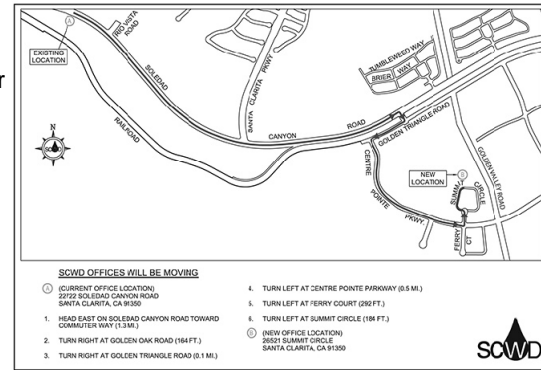 RIO VISTA
ROAD
A
EXISTING
LOCATION
SOLEDAD
SANTA CLARITA PKWY
TUMBLEWEED WAY
BRIER WAY
RAILROAD
CANYON
ROAD
GOLDEN TRIANGLE ROAD
N
CENTRE
POINTE
PKWY
NEW
LOCATION
B
SUMMIT
CIRCLE
GOLDEN VALLEY ROAD
FERRY
CT
SCWD OFFICES WILL BE MOVING
A (CURRENT OFFICE LOCATION)
22722 SOLEDAD CANYON ROAD
SANTA CLARITA, CA 91350
1. HEAD EAST ON SOLEDAD CANYON ROAD TOWARD
COMMUTER WAY (1.3 MI.)
2. TURN RIGHT AT GOLDEN OAK ROAD (164 FT.)
3. TURN RIGHT AT GOLDEN TRIANGLE ROAD (0.1 MI.)
4. TURN LEFT AT CENTRE POINTE PARKWAY (0.5 MI.)
5. TURN LEFT AT FERRY COURT (292 FT.)
6. TURN LEFT AT SUMMIT CIRCLE (184 FT.)
B (NEW OFFICE LOCATION)
26521 SUMMIT CIRCLE
SANTA CLARITA, CA 91350
SCWD